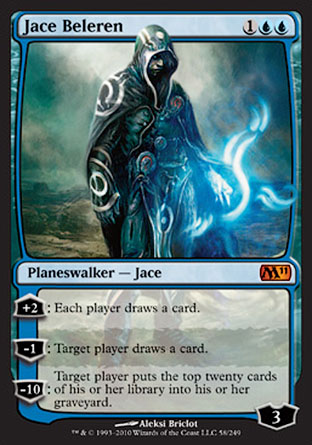 Jace Beleren 1
Planeswalker — Jace M11
+2 : Each player draws a card.
-1 : Target player draws a card.
Target player puts the top twenty cards
-10 : of his or her library into his or her
graveyard.
3
Aleksi Briclot
™ & © 1993-2010 Wizards of the Coast LLC 58/249